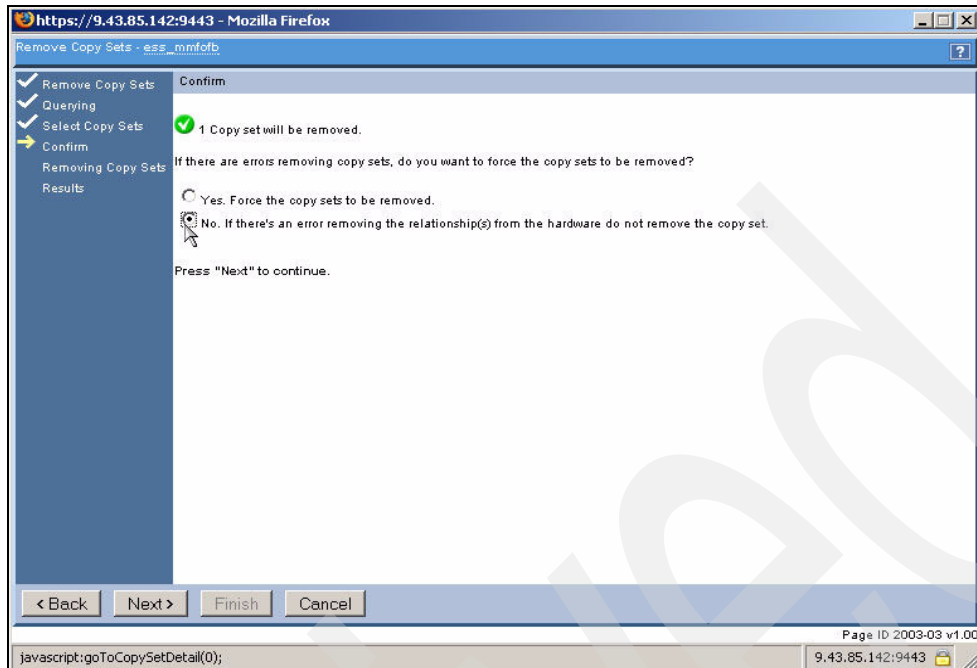 https://9.43.85.142:9443 - Mozilla Firefox
Remove Copy Sets - ess_mmfofb
?
Remove Copy Sets
Querying
Select Copy Sets
Confirm
Removing Copy Sets
Results
Confirm
1 Copy set will be removed.
If there are errors removing copy sets, do you want to force the copy sets to be removed?
Yes. Force the copy sets to be removed.
No. If there's an error removing the relationship(s) from the hardware do not remove the copy set.
Press "Next" to continue.
< Back
Next >
Finish
Cancel
Page ID 2003-03 v1.00
javascript:goToCopySetDetail(0);
9.43.85.142:9443